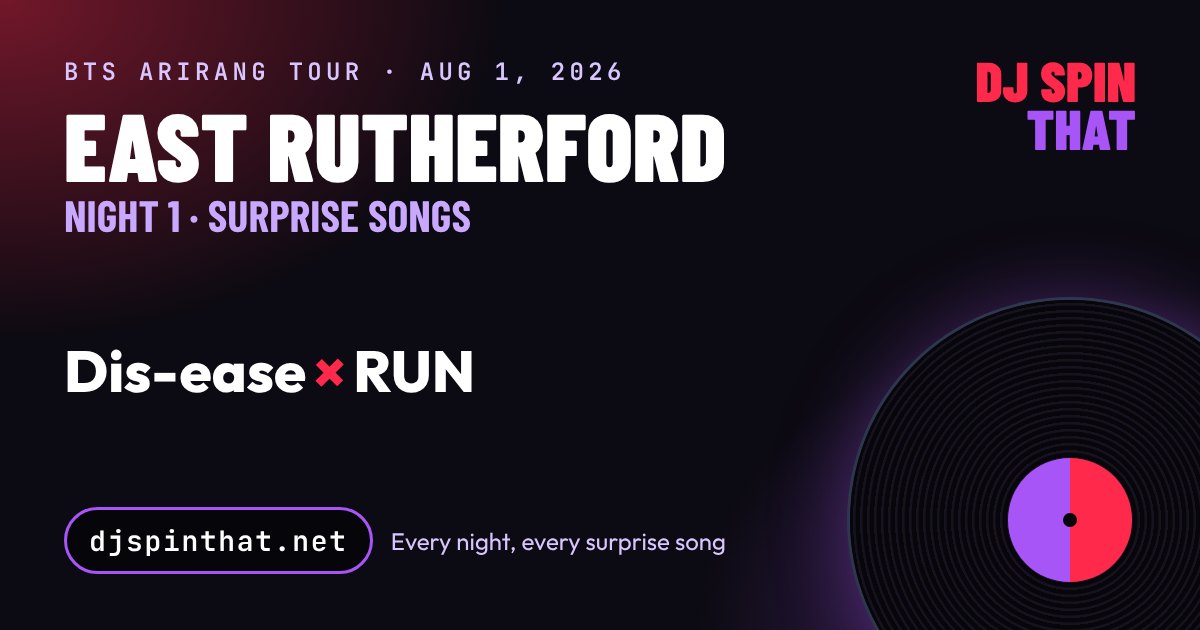 BTS ARIRANG TOUR · AUG 1, 2026
EAST RUTHERFORD
NIGHT 1 · SURPRISE SONGS
DJ SPIN
THAT
Dis-ease × RUN
djspinthat.net
Every night, every surprise song